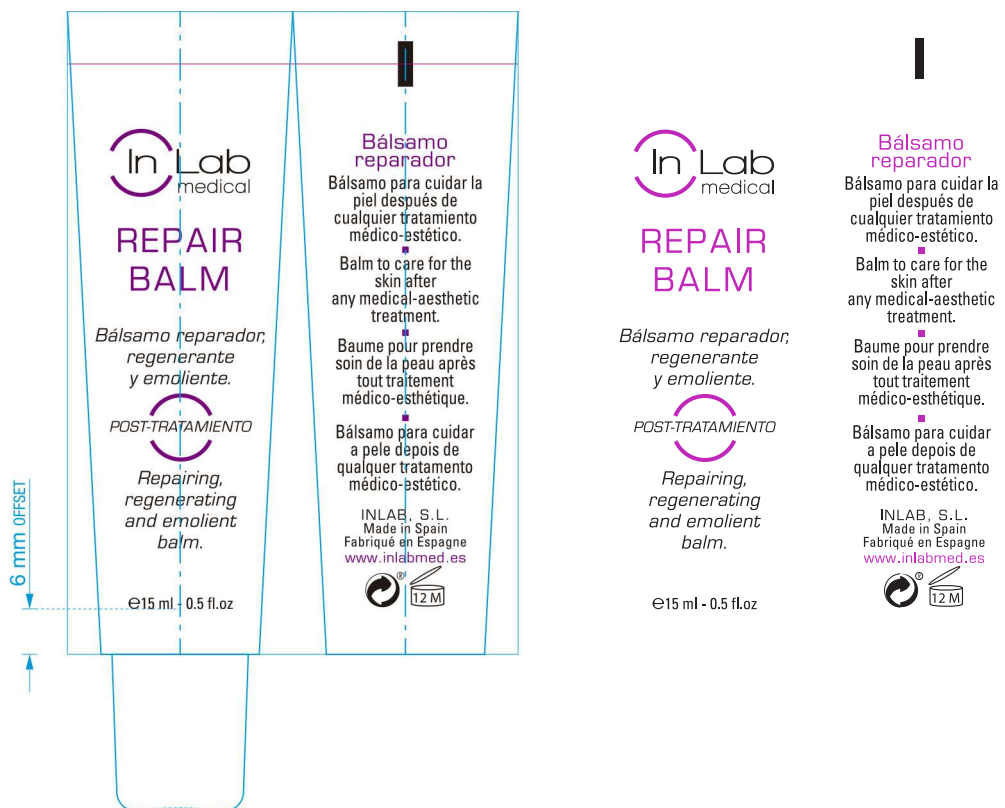 In Lab
medical
REPAIR
BALM
Bálsamo reparador,
regenerante
y emoliente.
POST-TRATAMIENTO
Repairing,
regenerating
and emolient
balm.
℮15 ml - 0.5 fl.oz
6 mm OFFSET
Bálsamo
reparador
Bálsamo para cuidar la
piel después de
cualquier tratamiento
médico-estético.
Balm to care for the
skin after
any medical-aesthetic
treatment.
Baume pour prendre
soin de la peau après
tout traitement
médico-esthétique.
Bálsamo para cuidar
a pele depois de
qualquer tratamento
médico-estético.
INLAB, S.L.
Made in Spain
Fabriqué en Espagne
www.inlabmed.es
®
12 M
In Lab
medical
REPAIR
BALM
Bálsamo reparador,
regenerante
y emoliente.
POST-TRATAMIENTO
Repairing,
regenerating
and emolient
balm.
℮15 ml - 0.5 fl.oz
Bálsamo
reparador
Bálsamo para cuidar la
piel después de
cualquier tratamiento
médico-estético.
Balm to care for the
skin after
any medical-aesthetic
treatment.
Baume pour prendre
soin de la peau après
tout traitement
médico-esthétique.
Bálsamo para cuidar
a pele depois de
qualquer tratamento
médico-estético.
INLAB, S.L.
Made in Spain
Fabriqué en Espagne
www.inlabmed.es
®
12 M